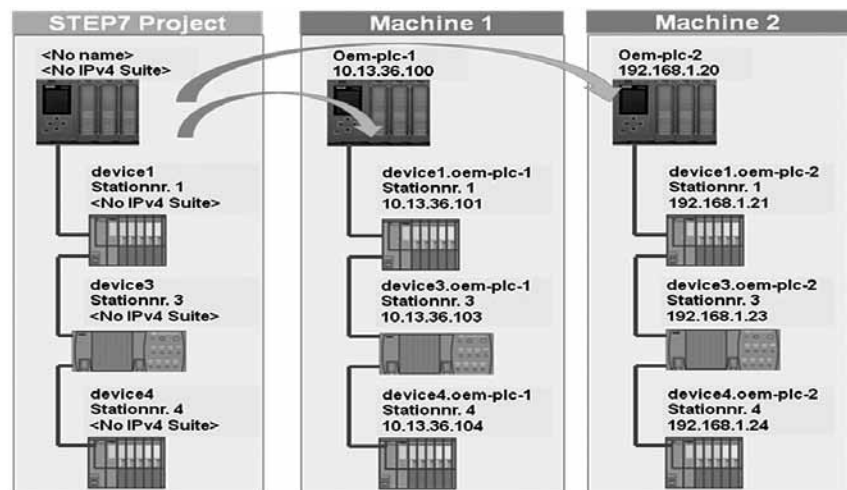 STEP7 Project
<No name>
<No IPv4 Suite>
device1
Stationnr. 1
<No IPv4 Suite>
device3
Stationnr. 3
<No IPv4 Suite>
device4
Stationnr. 4
<No IPv4 Suite>
Machine 1
Oem-plc-1
10.13.36.100
device1.oem-plc-1
Stationnr. 1
10.13.36.101
device3.oem-plc-1
Stationnr. 3
10.13.36.103
device4.oem-plc-1
Stationnr. 4
10.13.36.104
Machine 2
Oem-plc-2
192.168.1.20
device1.oem-plc-2
Stationnr. 1
192.168.1.21
device3.oem-plc-2
Stationnr. 3
192.168.1.23
device4.oem-plc-2
Stationnr. 4
192.168.1.24